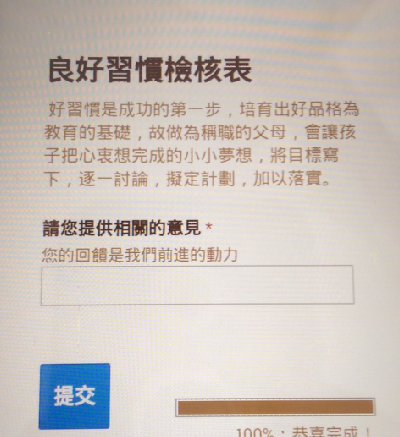 良好習慣檢核表
好習慣是成功的第一步，培育出好品格為
教育的基礎，故做為稱職的父母，會讓孩
子把心衷想完成的小小夢想，將目標寫
下，逐一討論，擬定計劃，加以落實。
請您提供相關的意見 *
您的回饋是我們前進的動力
提交
100%：恭喜完成！